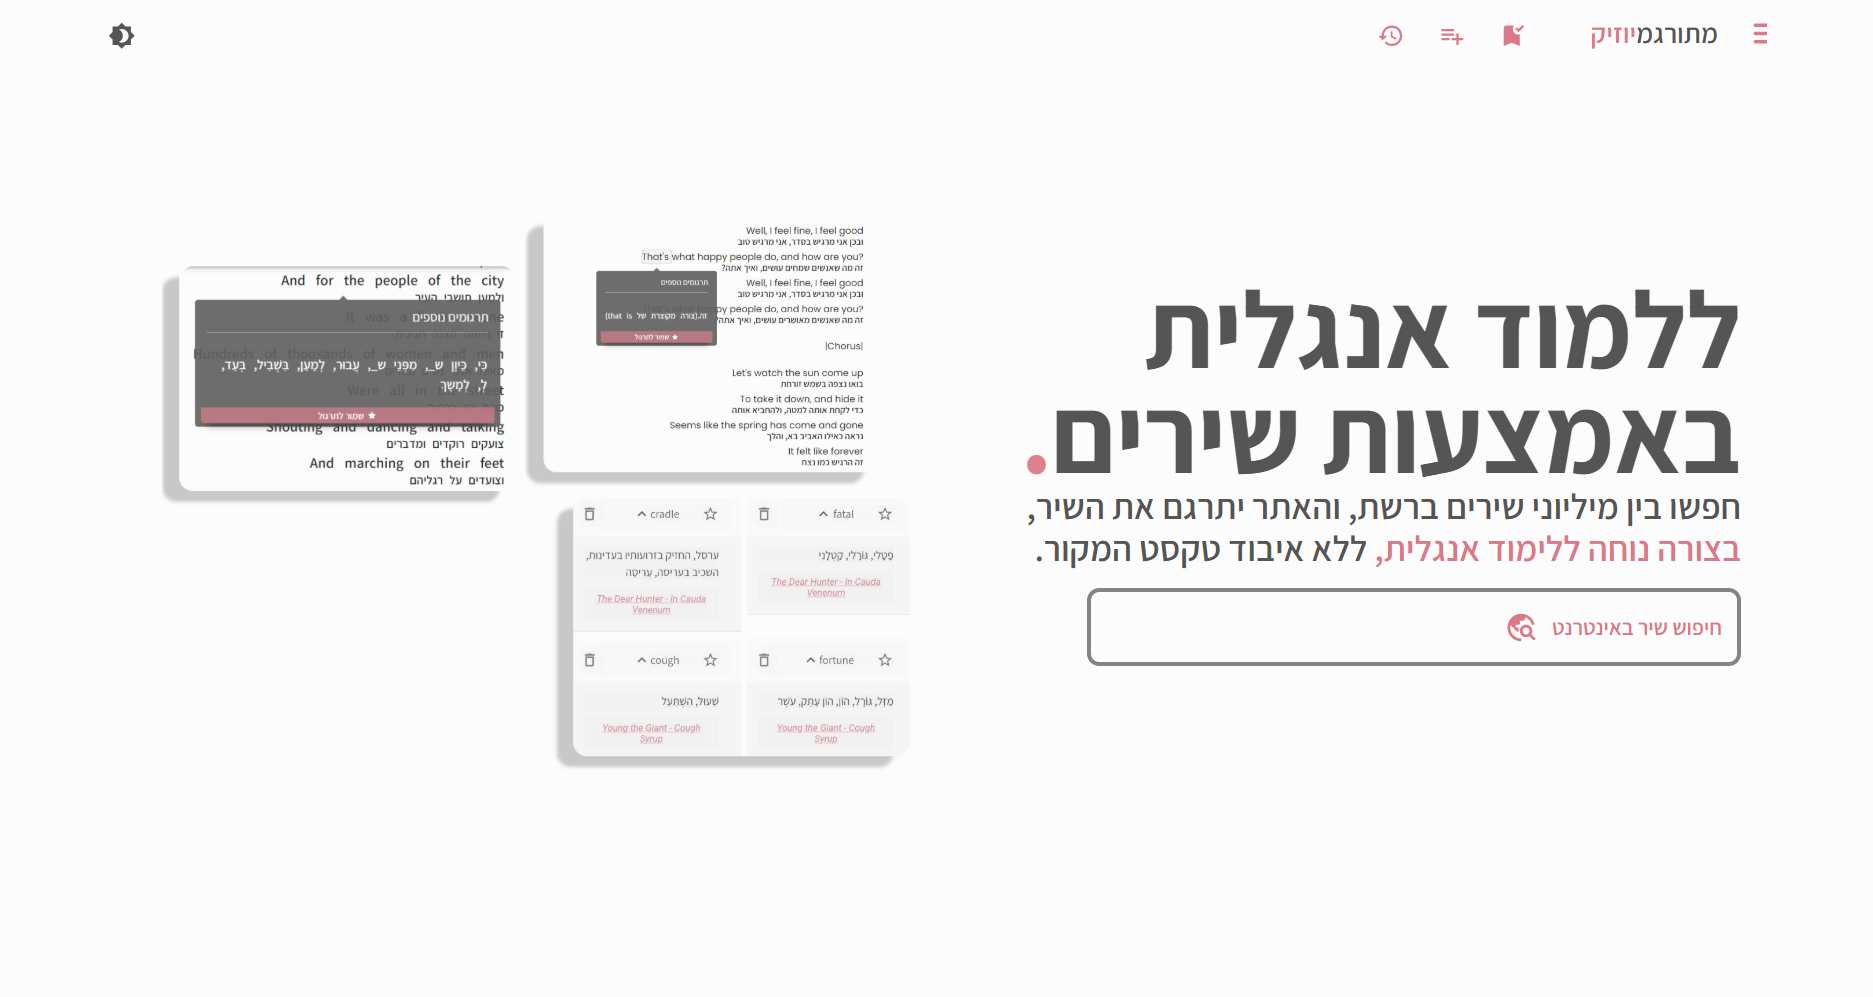 מתורגמיוזיק
ללמוד אנגלית
באמצעות שירים.
חפשו בין מיליוני שירים ברשת, והאתר יתרגם את השיר,
בצורה נוחה ללימוד אנגלית, ללא איבוד טקסט המקור.
חיפוש שיר באינטרנט
Well, I feel fine, I feel good
ובכן אני מרגיש בסדר, אני מרגיש טוב
That's what happy people do, and how are you?
זה מה שאנשים שמחים עושים, ואיך אתה?
Well, I feel fine, I feel good
ובכן אני מרגיש בסדר, אני מרגיש טוב
py people do, and how are you?
זה מה שאנשים מאושרים עושים, ואיך אתה?
תרגומים נוספים
זה.(צורה מקוצרת של that is)
שמור לתרגול
|Chorus|
Let's watch the sun come up
בואו נצפה בשמש זורחת
To take it down, and hide it
כדי לקחת אותה למטה, ולהחביא אותה
Seems like the spring has come and gone
נראה כאילו האביב בא, והלך
It felt like forever
זה הרגיש כמו נצח
And for the people of the city
ולמען תושבי העיר
It was a
תרגומים נוספים
Hundreds of thousands of women and men
כִּי, כֵּיוָן שׁ_, מִפְּנֵי שׁ_, עֲבוּר, לְמַעַן, בִּשְׁבִיל, בְּעַד,
לְ, לְמֶשֶׁךְ
Were all in the street
שמור לתרגול
Shouting and dancing and talking
צועקים רוקדים ומדברים
And marching on their feet
וצועדים על רגליהם
fatal
פָטָלִי, גּוֹרָלִי, קַטְלָנִי
The Dear Hunter - In Cauda
Venenum
cradle
ערסל, החזיק בזרועותיו בעדינות,
השכיב בעריסה, עֲרִיסָה
The Dear Hunter - In Cauda
Venenum
fortune
מַזָּל, גּוֹרָל, הוֹן, הוֹן עָתֵק, עֹשֶׁר
Young the Giant - Cough
Syrup
cough
שִׁעוּל, הִשְׁתַּעֵל
Young the Giant - Cough
Syrup